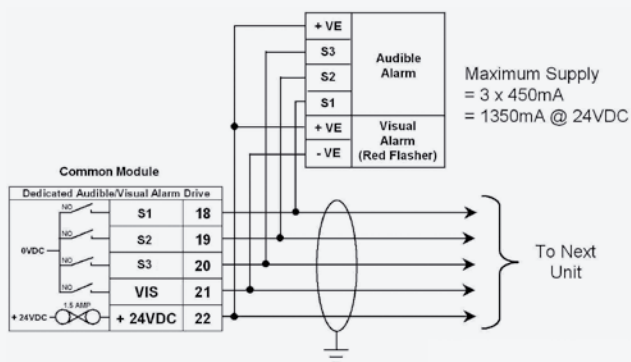 + VE
S3
S2
S1
Audible
Alarm
+ VE
- VE
Visual
Alarm
(Red Flasher)
Maximum Supply
= 3 x 450mA
= 1350mA @ 24VDC
Common Module
Dedicated Audible/Visual Alarm Drive
NO S1 18
NO S2 19
0VDC
NO S3 20
NO VIS 21
1.5 AMP
+ 24VDC + 24VDC 22
To Next
Unit